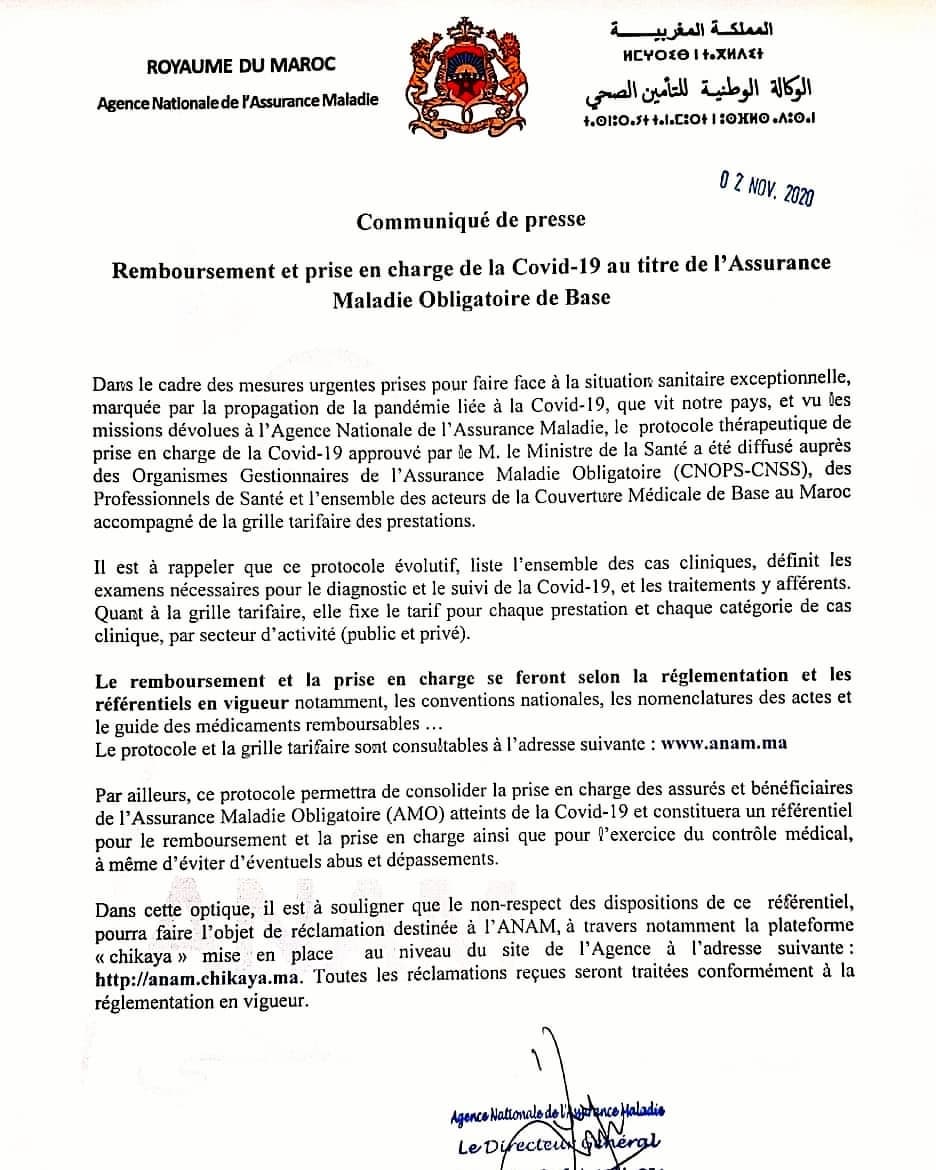 ROYAUME DU MAROC
Agence Nationale de l'Assurance Maladie
المملكة المغربية
ⵜⴰⴳⵍⴷⵉⵜ
الوكالة الوطنية للتأمين الصحي
02 NOV. 2020
Communiqué de presse
Remboursement et prise en charge de la Covid-19 au titre de l'Assurance
Maladie Obligatoire de Base
Dans le cadre des mesures urgentes prises pour faire face à la situation sanitaire exceptionnelle,
marquée par la propagation de la pandémie liée à la Covid-19, que vit notre pays, et vu les
missions dévolues à l'Agence Nationale de l'Assurance Maladie, le protocole thérapeutique de
prise en charge de la Covid-19 approuvé par le M. le Ministre de la Santé a été diffusé auprès
des Organismes Gestionnaires de l'Assurance Maladie Obligatoire (CNOPS-CNSS), des
Professionnels de Santé et l'ensemble des acteurs de la Couverture Médicale de Base au Maroc
accompagné de la grille tarifaire des prestations.
Il est à rappeler que ce protocole évolutif, liste l'ensemble des cas cliniques, définit les
examens nécessaires pour le diagnostic et le suivi de la Covid-19, et les traitements y afférents.
Quant à la grille tarifaire, elle fixe le tarif pour chaque prestation et chaque catégorie de cas
clinique, par secteur d'activité (public et privé).
Le remboursement et la prise en charge se feront selon la réglementation et les
référentiels en vigueur notamment, les conventions nationales, les nomenclatures des actes et
le guide des médicaments remboursables …
Le protocole et la grille tarifaire sont consultables à l'adresse suivante : www.anam.ma
Par ailleurs, ce protocole permettra de consolider la prise en charge des assurés et bénéficiaires
de l'Assurance Maladie Obligatoire (AMO) atteints de la Covid-19 et constituera un référentiel
pour le remboursement et la prise en charge ainsi que pour l'exercice du contrôle médical,
à même d'éviter d'éventuels abus et dépassements.
Dans cette optique, il est à souligner que le non-respect des dispositions de ce référentiel,
pourra faire l'objet de réclamation destinée à l'ANAM, à travers notamment la plateforme
« chikaya » mise en place au niveau du site de l'Agence à l'adresse suivante :
http://anam.chikaya.ma. Toutes les réclamations reçues seront traitées conformément à la
réglementation en vigueur.
Agence Nationale de l'Assurance Maladie
Le Directeur Général